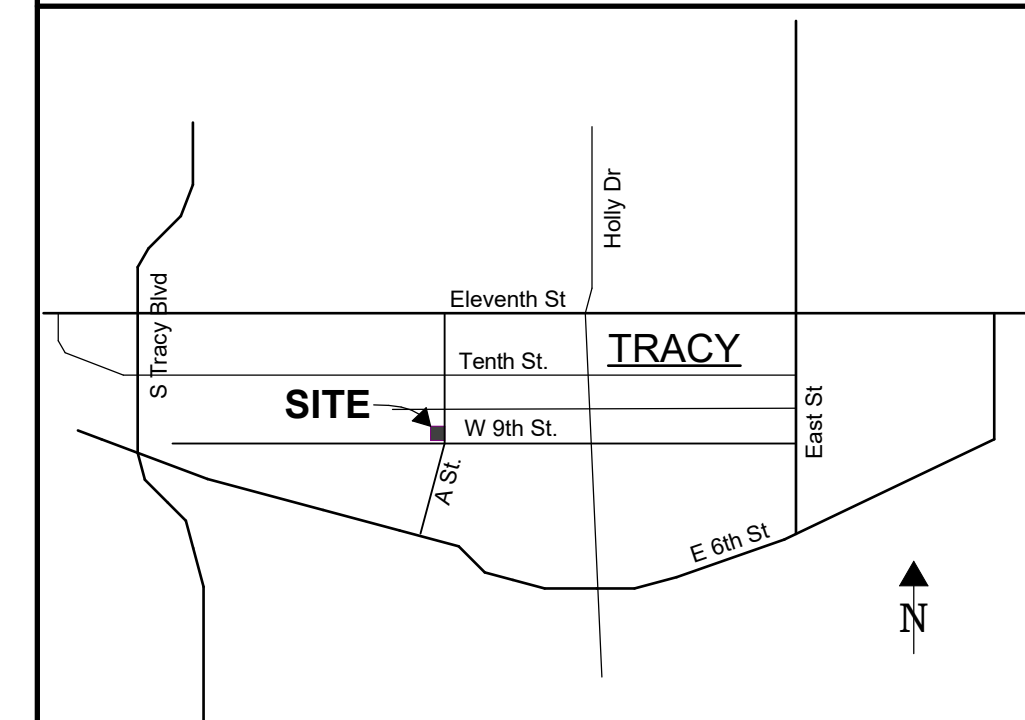 Holly Dr
S Tracy Blvd
Eleventh St
TRACY
Tenth St.
SITE
W 9th St.
East St
A St.
E 6th St
N